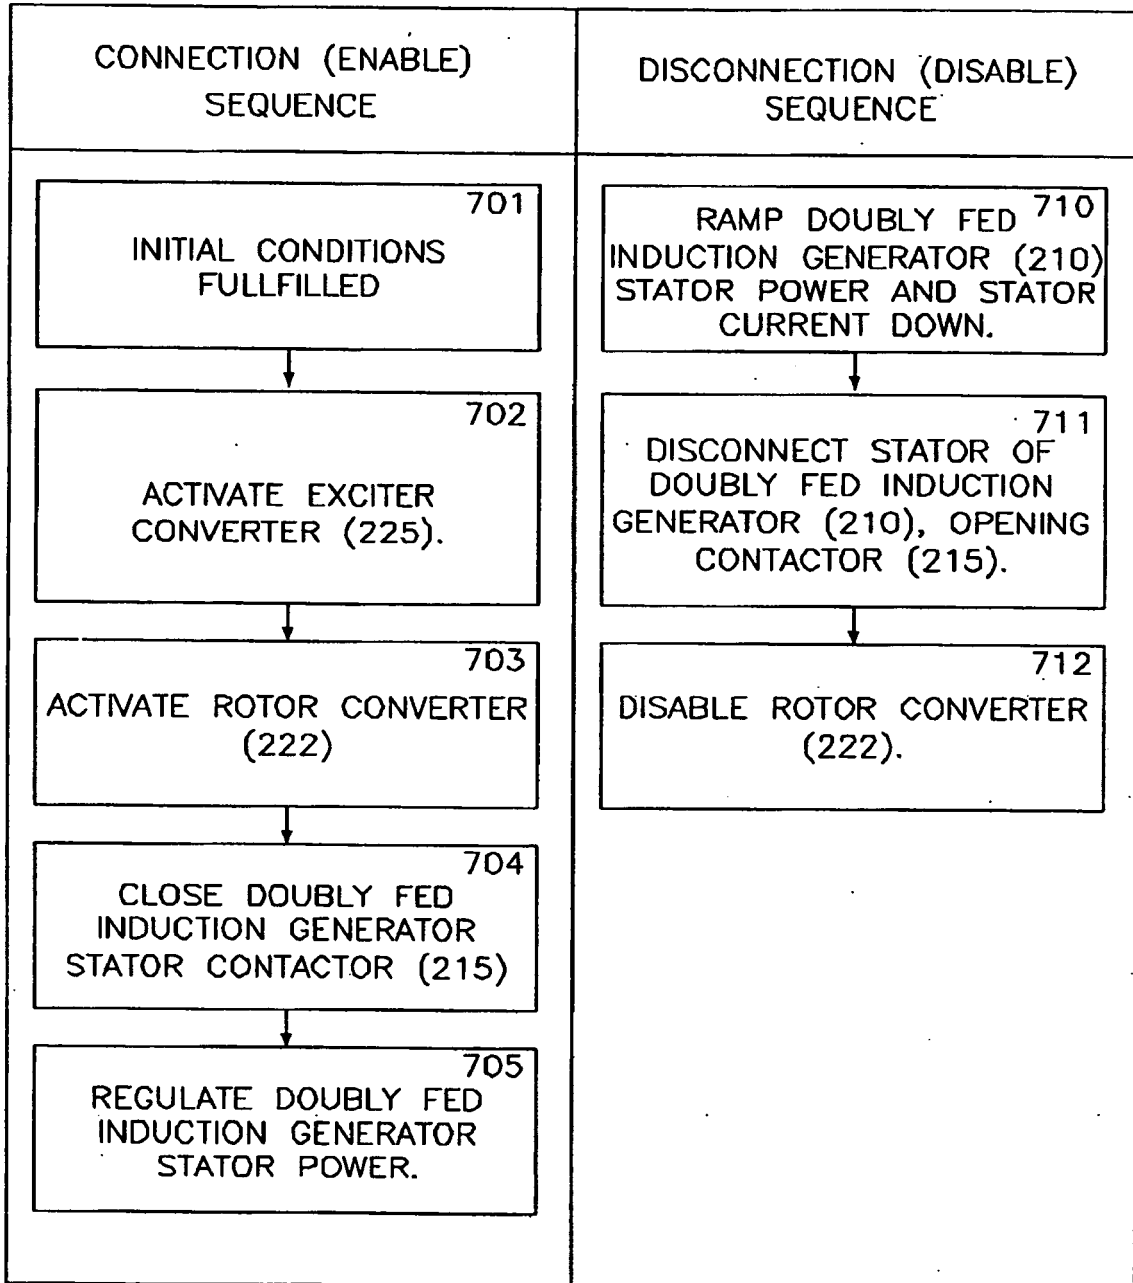 CONNECTION (ENABLE)
SEQUENCE
701
INITIAL CONDITIONS
FULLFILLED
702
ACTIVATE EXCITER
CONVERTER (225).
703
ACTIVATE ROTOR CONVERTER
(222)
704
CLOSE DOUBLY FED
INDUCTION GENERATOR
STATOR CONTACTOR (215)
705
REGULATE DOUBLY FED
INDUCTION GENERATOR
STATOR POWER.
DISCONNECTION (DISABLE)
SEQUENCE
710
RAMP DOUBLY FED
INDUCTION GENERATOR (210)
STATOR POWER AND STATOR
CURRENT DOWN.
711
DISCONNECT STATOR OF
DOUBLY FED INDUCTION
GENERATOR (210), OPENING
CONTACTOR (215).
712
DISABLE ROTOR CONVERTER
(222).